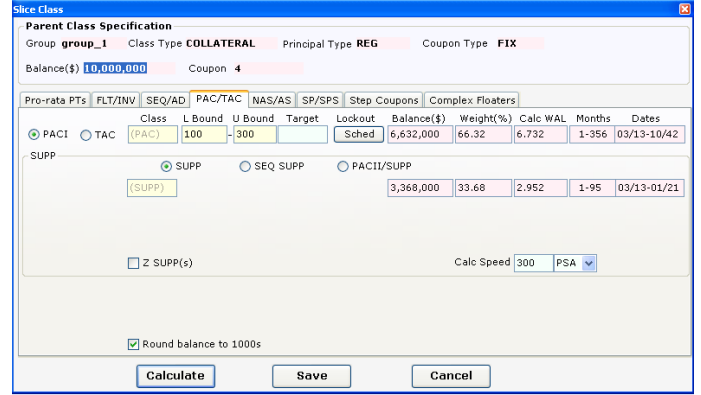 Slice Class
Parent Class Specification
Group group_1 Class Type COLLATERAL Principal Type REG Coupon Type FIX
Balance($) 10,000,000 Coupon 4
Pro-rata PTs FLT/INV SEQ/AD PAC/TAC NAS/AS SP/SPS Step Coupons Complex Floaters
Class L Bound U Bound Target Lockout Balance($) Weight(%) Calc WAL Months Dates
PACI TAC (PAC) 100 - 300 Sched 6,632,000 66.32 6.732 1-356 03/13-10/42
SUPP
SUPP SEQ SUPP PACII/SUPP
(SUPP) 3,368,000 33.68 2.952 1-95 03/13-01/21
Z SUPP(s) Calc Speed 300 PSA
Round balance to 1000s
Calculate Save Cancel